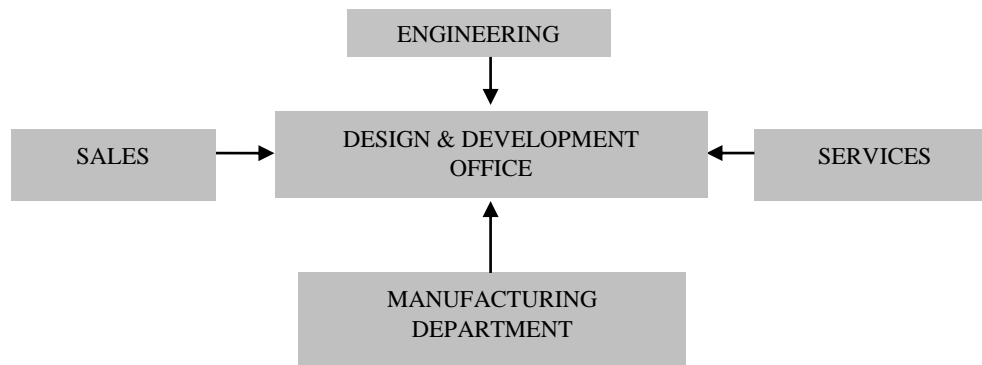 ENGINEERING
SALES
DESIGN & DEVELOPMENT
OFFICE
SERVICES
MANUFACTURING
DEPARTMENT